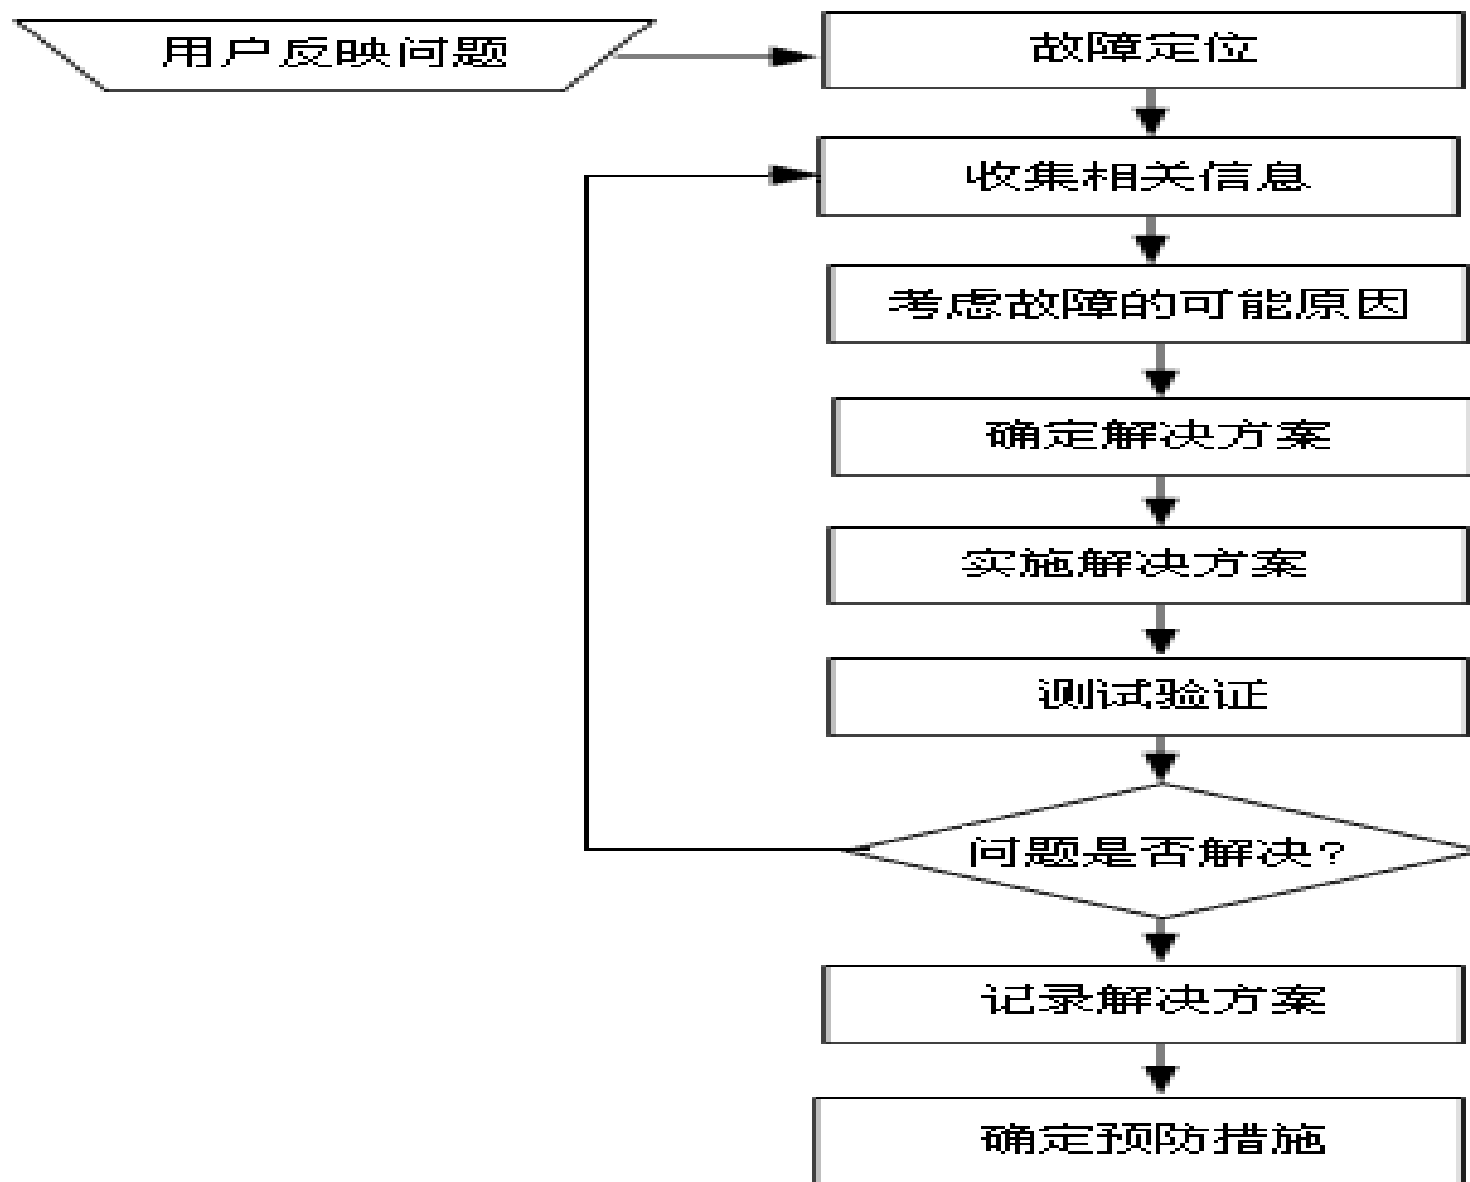 用户反映问题
故障定位
收集相关信息
考虑故障的可能原因
确定解决方案
实施解决方案
测试验证
问题是否解决?
记录解决方案
确定预防措施